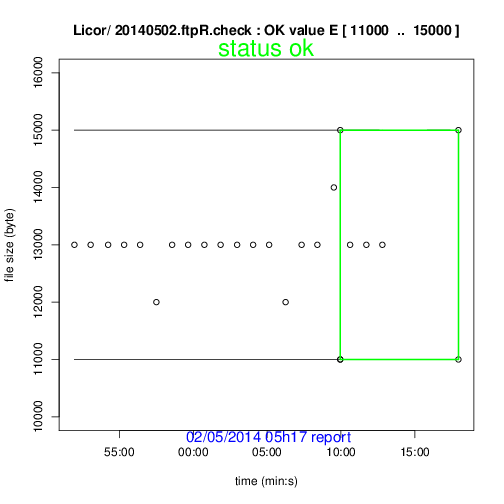 Licor/ 20140502.ftpR.check : OK value E [ 11000 .. 15000 ]
status ok
file size (byte)
16000
15000
14000
13000
12000
11000
10000
02/05/2014 05h17 report
55:00 00:00 05:00 10:00 15:00
time (min:s)